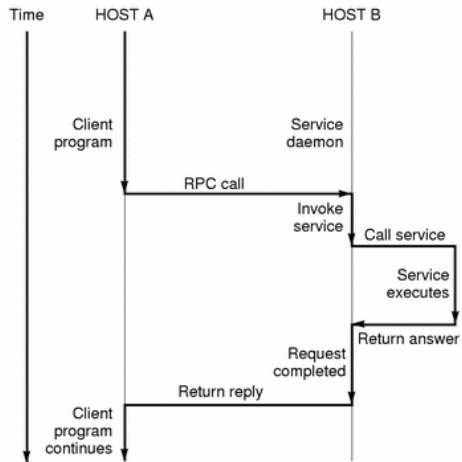 Time
HOST A
HOST B
Client
program
Service
daemon
RPC call
Invoke
service
Call service
Service
executes
Return answer
Request
completed
Return reply
Client
program
continues